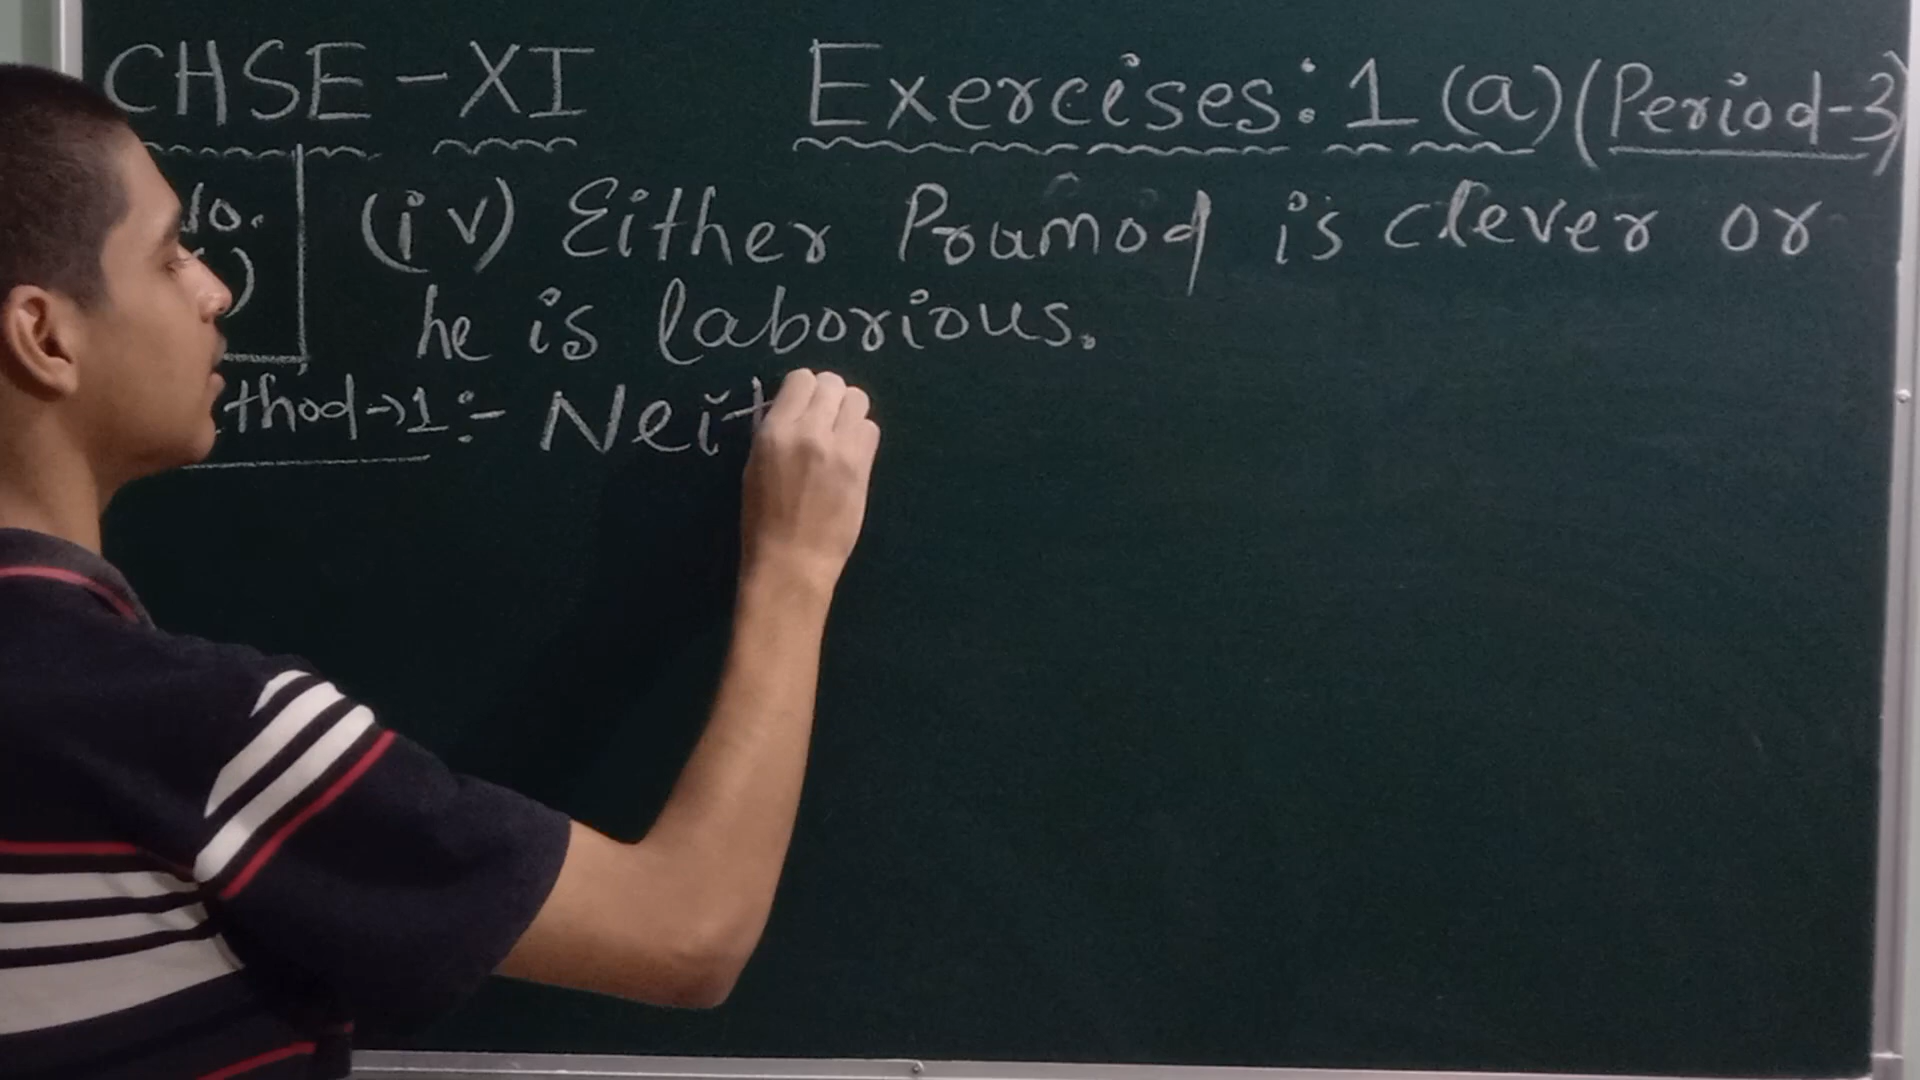 CHSE-XI Exercises: 1 (a) (Period-3)
(iv) Either Pramod is clever or
he is laborious.
thod→1:- Neit